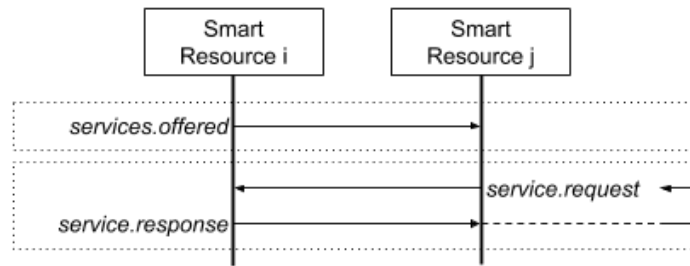 Smart
Resource i
Smart
Resource j
services.offered
service.request
service.response